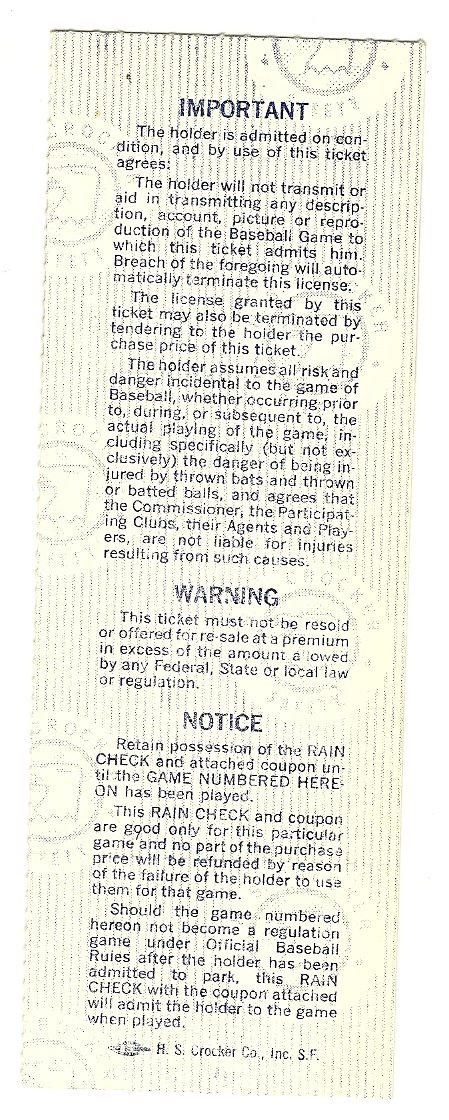 IMPORTANT
The holder is admitted on con-
dition, and by use of this ticket
agrees:
The holder will not transmit or
aid in transmitting any descrip-
tion, account, picture or repro-
duction of the Baseball Game to
which this ticket admits him.
Breach of the foregoing will auto-
matically terminate this license.
The license granted by this
ticket may also be terminated by
tendering to the holder the pur-
chase price of this ticket.
The holder assumes all risk and
danger incidental to the game of
Baseball, whether occurring prior
to, during, or subsequent to, the
actual playing of the game, in-
cluding specifically (but not ex-
clusively) the danger of being in-
jured by thrown bats and thrown
or batted balls, and agrees that
the Commissioner, the Participat-
ing Clubs, their Agents and Play-
ers, are not liable for injuries
resulting from such causes.
WARNING
This ticket must not be resold
or offered for re-sale at a premium
in excess of the amount allowed
by any Federal, State or local law
or regulation.
NOTICE
Retain possession of the RAIN
CHECK and attached coupon un-
til the GAME NUMBERED HERE-
ON has been played.
This RAIN CHECK and coupon
are good only for this particular
game and no part of the purchase
price will be refunded by reason
of the failure of the holder to use
them for that game.
Should the game numbered
hereon not become a regulation
game under Official Baseball
Rules after the holder has been
admitted to park, this RAIN
CHECK with the coupon attached
will admit the holder to the game
when played.
H. S. Crocker Co., Inc. S.F.